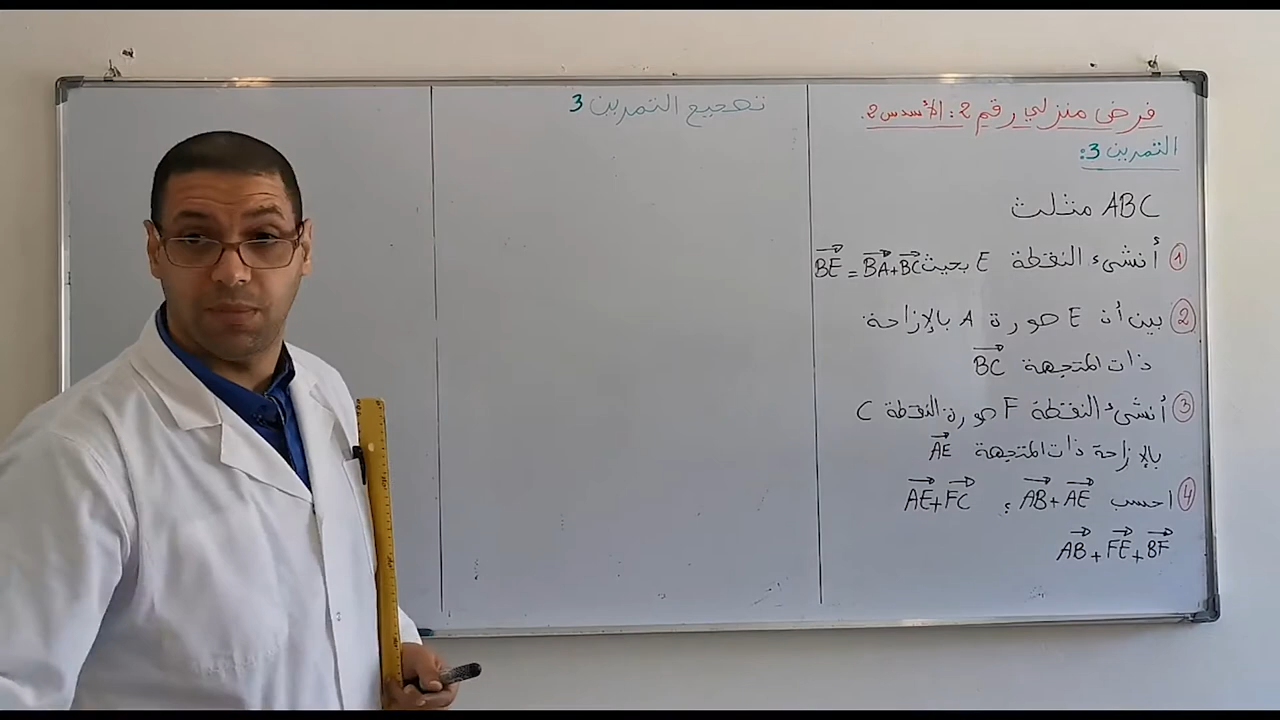 فرض منزلي رقم 2 : الأسدس 2.
التمرين 3:
ABC مثلث
① أنشىء النقطة E بحيث BE = BA + BC
② بين أن E صورة A بالإزاحة
ذات المتجهة BC
③ أنشىء النقطة F صورة النقطة C
بالإزاحة ذات المتجهة AE
④ احسب AB + AE ؛ AE + FC
AB + FE + BF
تصحيح التمرين 3